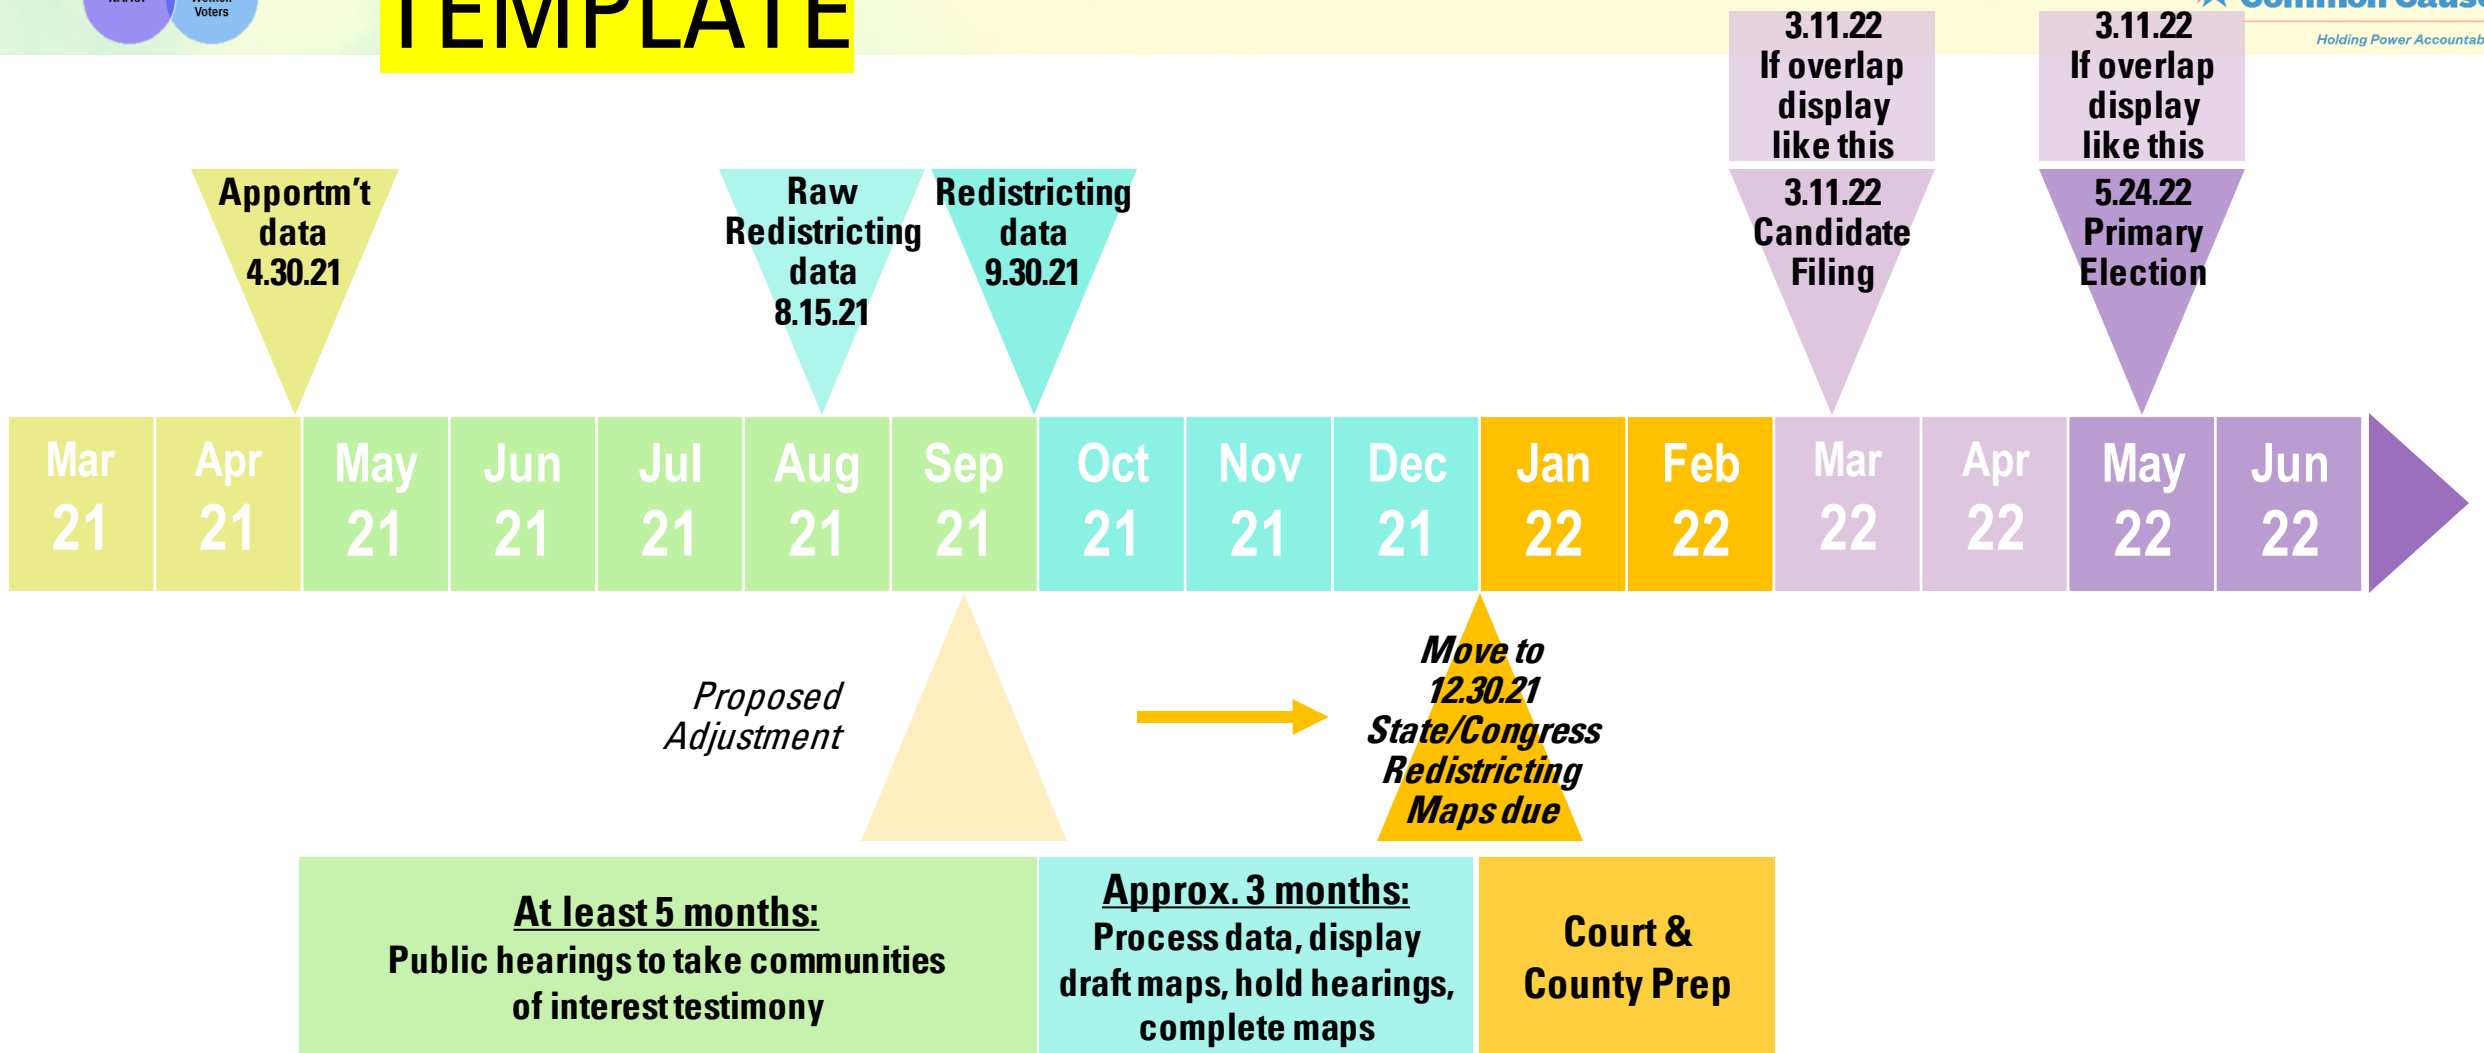 Voters
TEMPLATE
Common Cause
3.11.22
If overlap
display
like this
3.11.22
If overlap
display
like this
Apportm't
data
4.30.21
Raw
Redistricting
data
8.15.21
Redistricting
data
9.30.21
3.11.22
Candidate
Filing
5.24.22
Primary
Election
Mar
21
Apr
21
May
21
Jun
21
Jul
21
Aug
21
Sep
21
Oct
21
Nov
21
Dec
21
Jan
22
Feb
22
Mar
22
Apr
22
May
22
Jun
22
Proposed
Adjustment
Move to
12.30.21
State/Congress
Redistricting
Maps due
At least 5 months:
Public hearings to take communities
of interest testimony
Approx. 3 months:
Process data, display
draft maps, hold hearings,
complete maps
Court &
County Prep
Holding Power